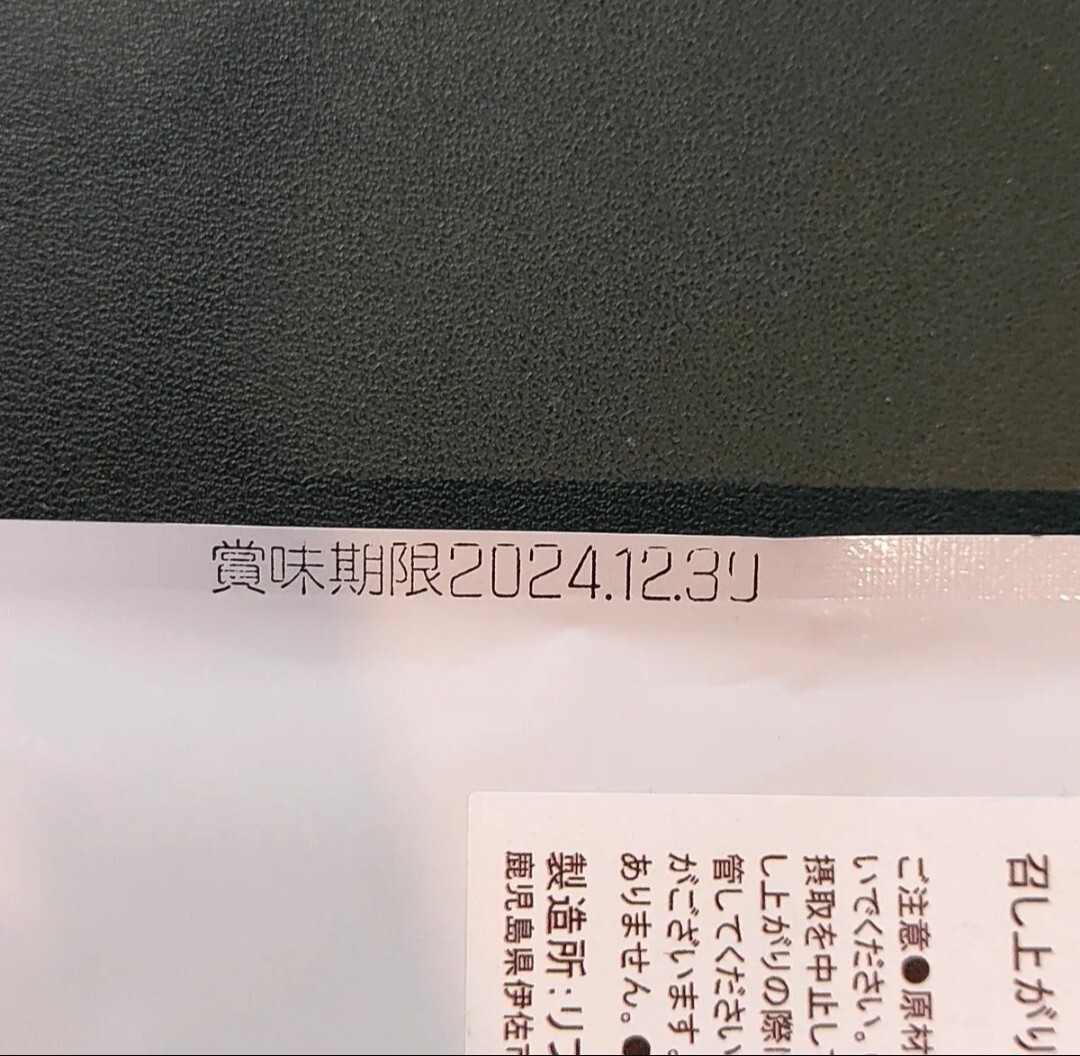 賞味期限2024.12.30
召し上がり
ご注意●原材
いでください。
摂取を中止し
し上がりの際
管してください
がございます。
ありません。●
製造所:リ
鹿児島県伊佐市